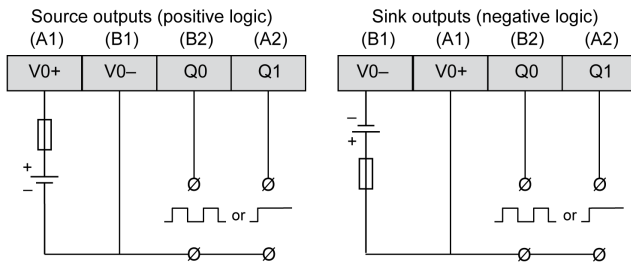 Source outputs (positive logic)
(A1) (B1) (B2) (A2)
V0+ V0– Q0 Q1
+
–
or
Sink outputs (negative logic)
(B1) (A1) (B2) (A2)
V0– V0+ Q0 Q1
–
+
or